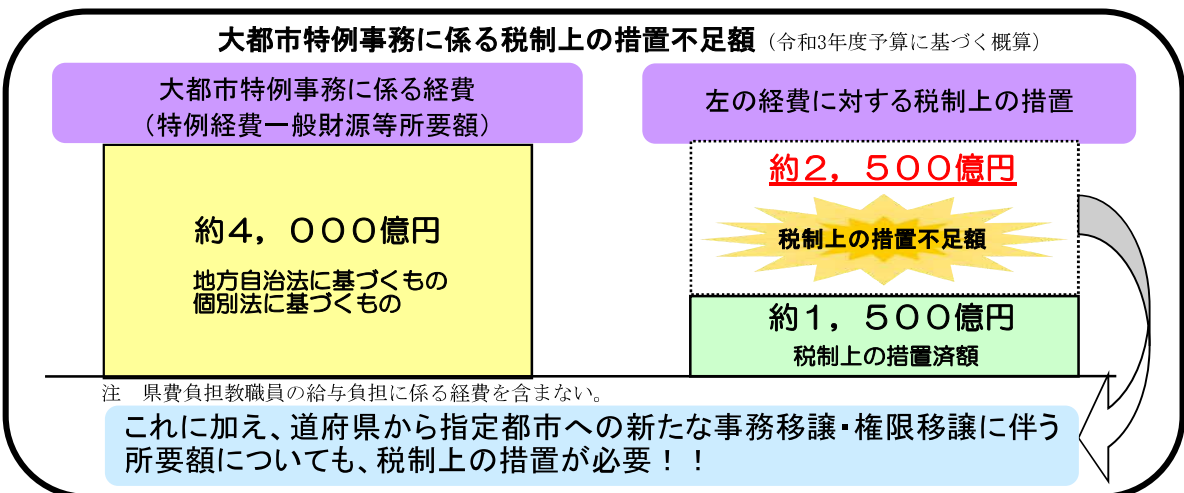 大都市特例事務に係る税制上の措置不足額（令和3年度予算に基づく概算）
大都市特例事務に係る経費
（特例経費一般財源等所要額）
左の経費に対する税制上の措置
約４，０００億円
地方自治法に基づくもの
個別法に基づくもの
約２，５００億円
税制上の措置不足額
約１，５００億円
税制上の措置済額
注　県費負担教職員の給与負担に係る経費を含まない。
これに加え、道府県から指定都市への新たな事務移譲・権限移譲に伴う
所要額についても、税制上の措置が必要！！